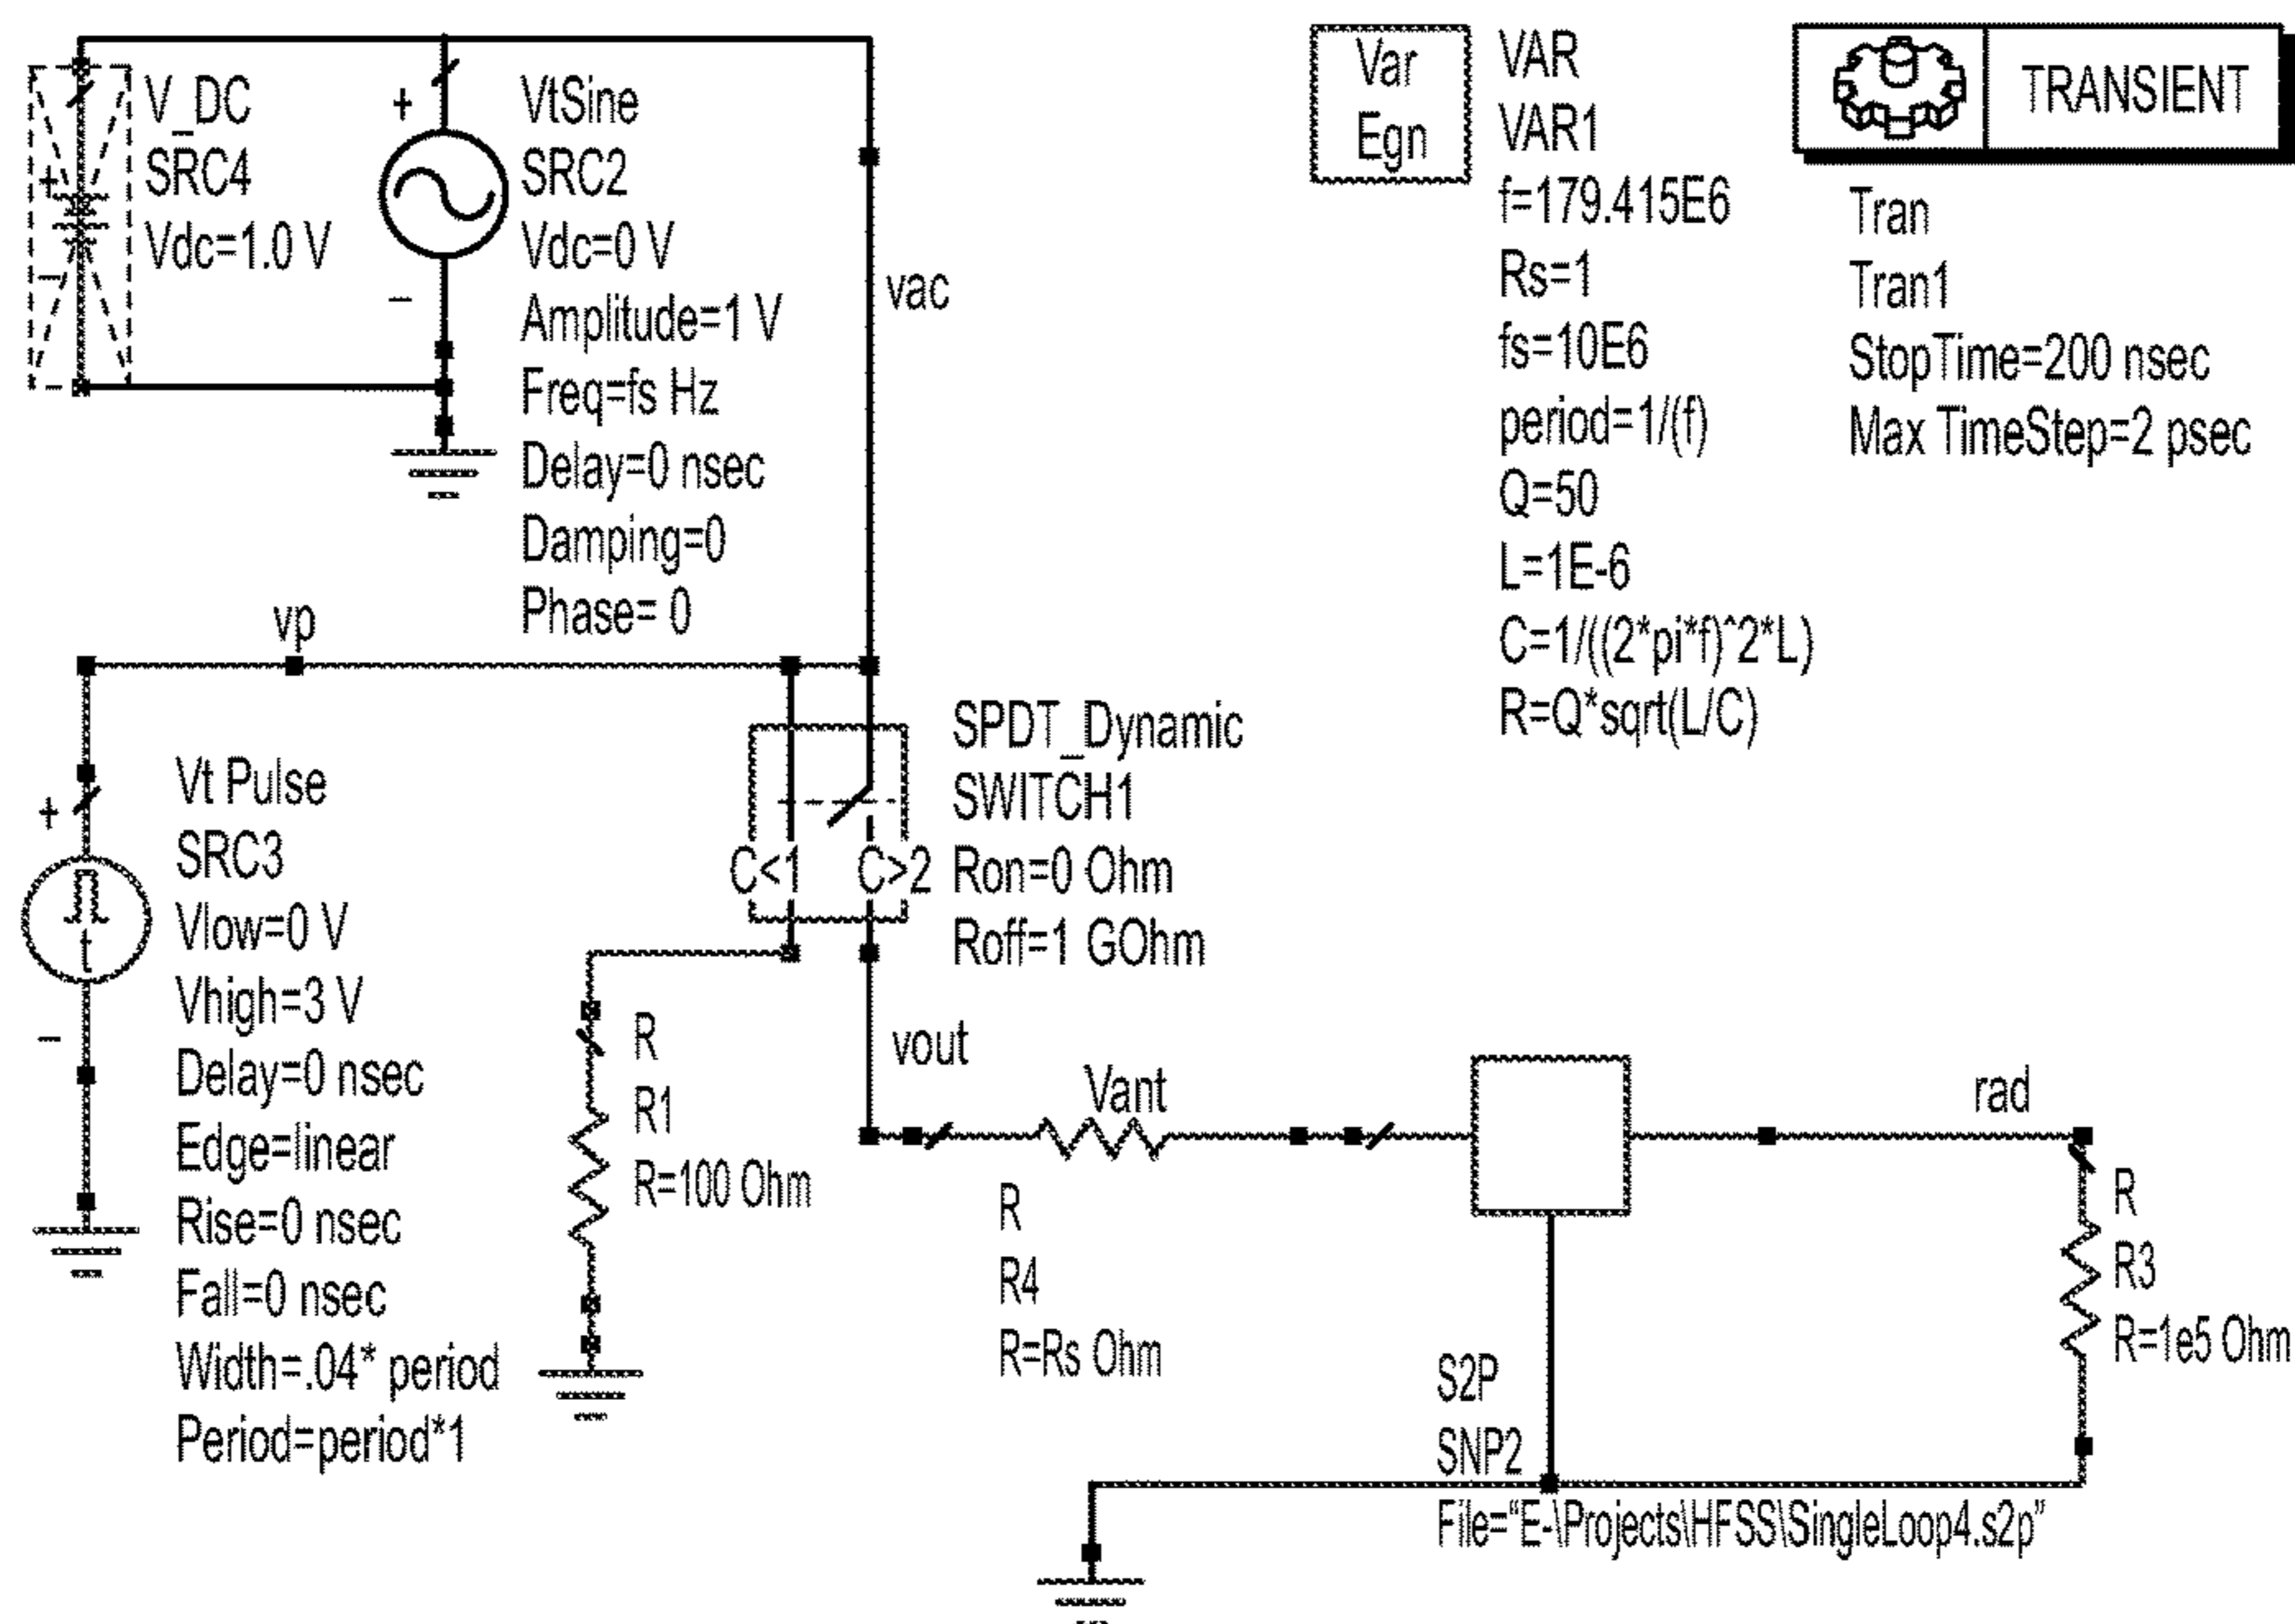 V_DC
SRC4
Vdc=1.0 V
+
−
+
−
VtSine
SRC2
Vdc=0 V
Amplitude=1 V
Freq=fs Hz
Delay=0 nsec
Damping=0
Phase= 0
vac
Var
Egn
VAR
VAR1
f=179.415E6
Rs=1
fs=10E6
period=1/(f)
Q=50
L=1E-6
C=1/((2*pi*f)^2*L)
R=Q*sqrt(L/C)
TRANSIENT
Tran
Tran1
StopTime=200 nsec
Max TimeStep=2 psec
vp
+
−
t
Vt Pulse
SRC3
Vlow=0 V
Vhigh=3 V
Delay=0 nsec
Edge=linear
Rise=0 nsec
Fall=0 nsec
Width=.04* period
Period=period*1
C<1
C>2
SPDT_Dynamic
SWITCH1
Ron=0 Ohm
Roff=1 GOhm
R
R1
R=100 Ohm
vout
Vant
R
R4
R=Rs Ohm
S2P
SNP2
File=“E-\Projects\HFSS\SingleLoop4.s2p”
rad
R
R3
R=1e5 Ohm